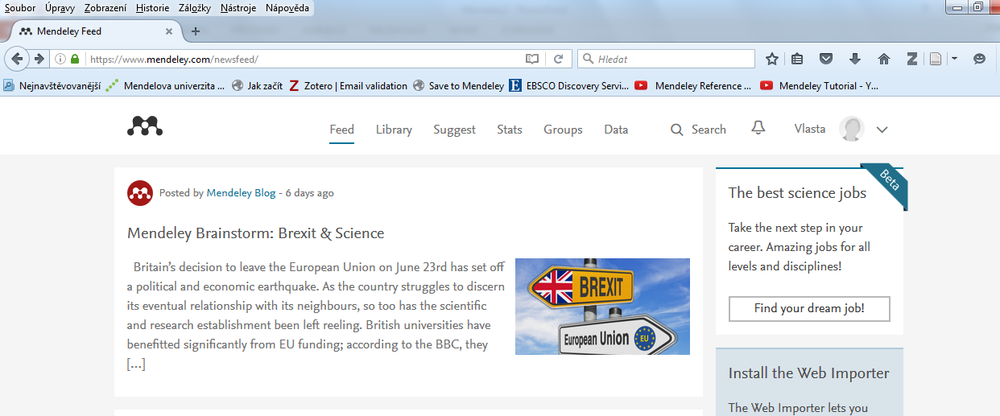 Soubor Úpravy Zobrazení Historie Záložky Nástroje Nápověda
Mendeley Feed
https://www.mendeley.com/newsfeed/
Hledat
Nejnavštěvovanější Mendelova univerzita ... Jak začít Zotero | Email validation Save to Mendeley EBSCO Discovery Servi... Mendeley Reference ... Mendeley Tutorial - Y...
Feed Library Suggest Stats Groups Data Search Vlasta
Posted by Mendeley Blog - 6 days ago
Mendeley Brainstorm: Brexit & Science
Britain's decision to leave the European Union on June 23rd has set off
a political and economic earthquake. As the country struggles to discern
its eventual relationship with its neighbours, so too has the scientific
and research establishment been left reeling. British universities have
benefitted significantly from EU funding; according to the BBC, they
[...]
BREXIT
European Union EU
Beta
The best science jobs
Take the next step in your
career. Amazing jobs for all
levels and disciplines!
Find your dream job!
Install the Web Importer
The Web Importer lets you